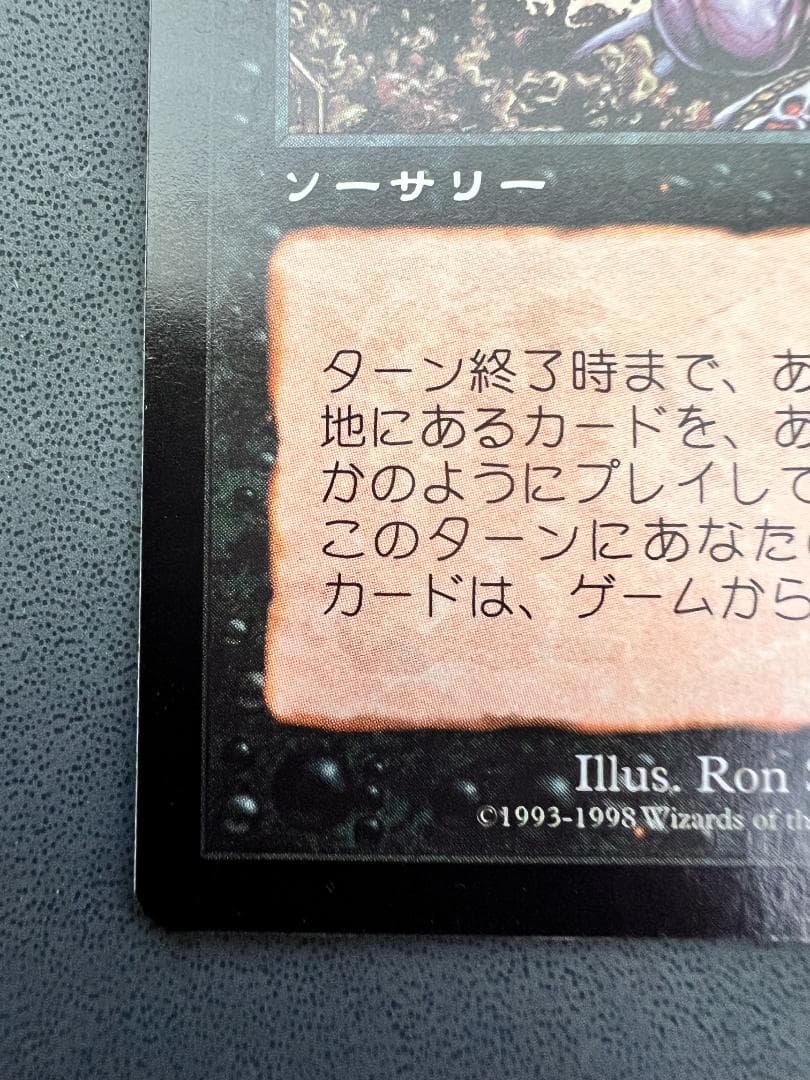 ソーサリー
ターン終了時まで、あ
地にあるカードを、あ
かのようにプレイして
このターンにあなた
カードは、ゲームから
Illus. Ron
©1993-1998 Wizards of th